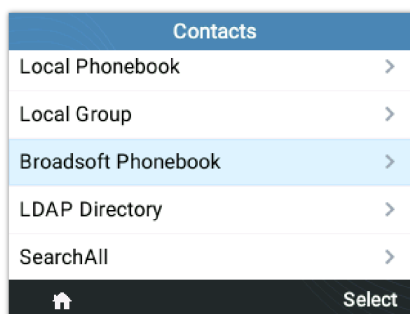 Contacts
Local Phonebook
Local Group
Broadsoft Phonebook
LDAP Directory
SearchAll
Select